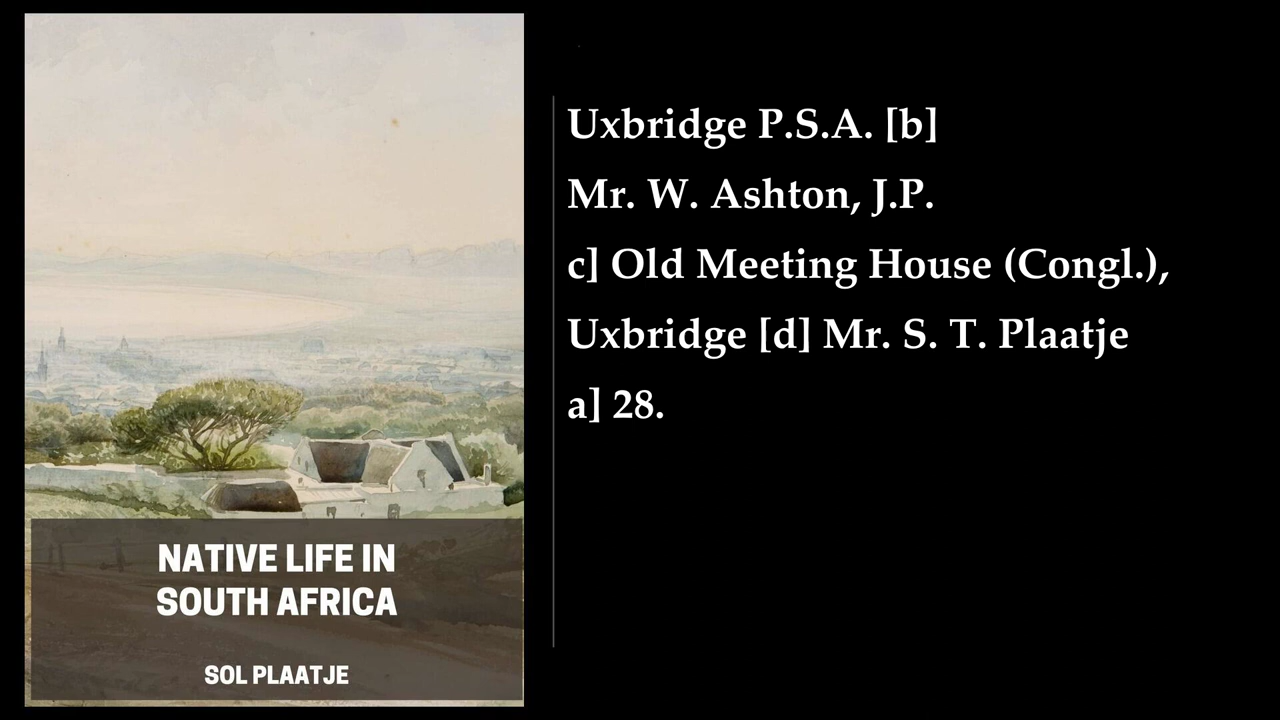 NATIVE LIFE IN
SOUTH AFRICA
SOL PLAATJE
Uxbridge P.S.A. [b]
Mr. W. Ashton, J.P.
c] Old Meeting House (Congl.),
Uxbridge [d] Mr. S. T. Plaatje
a] 28.